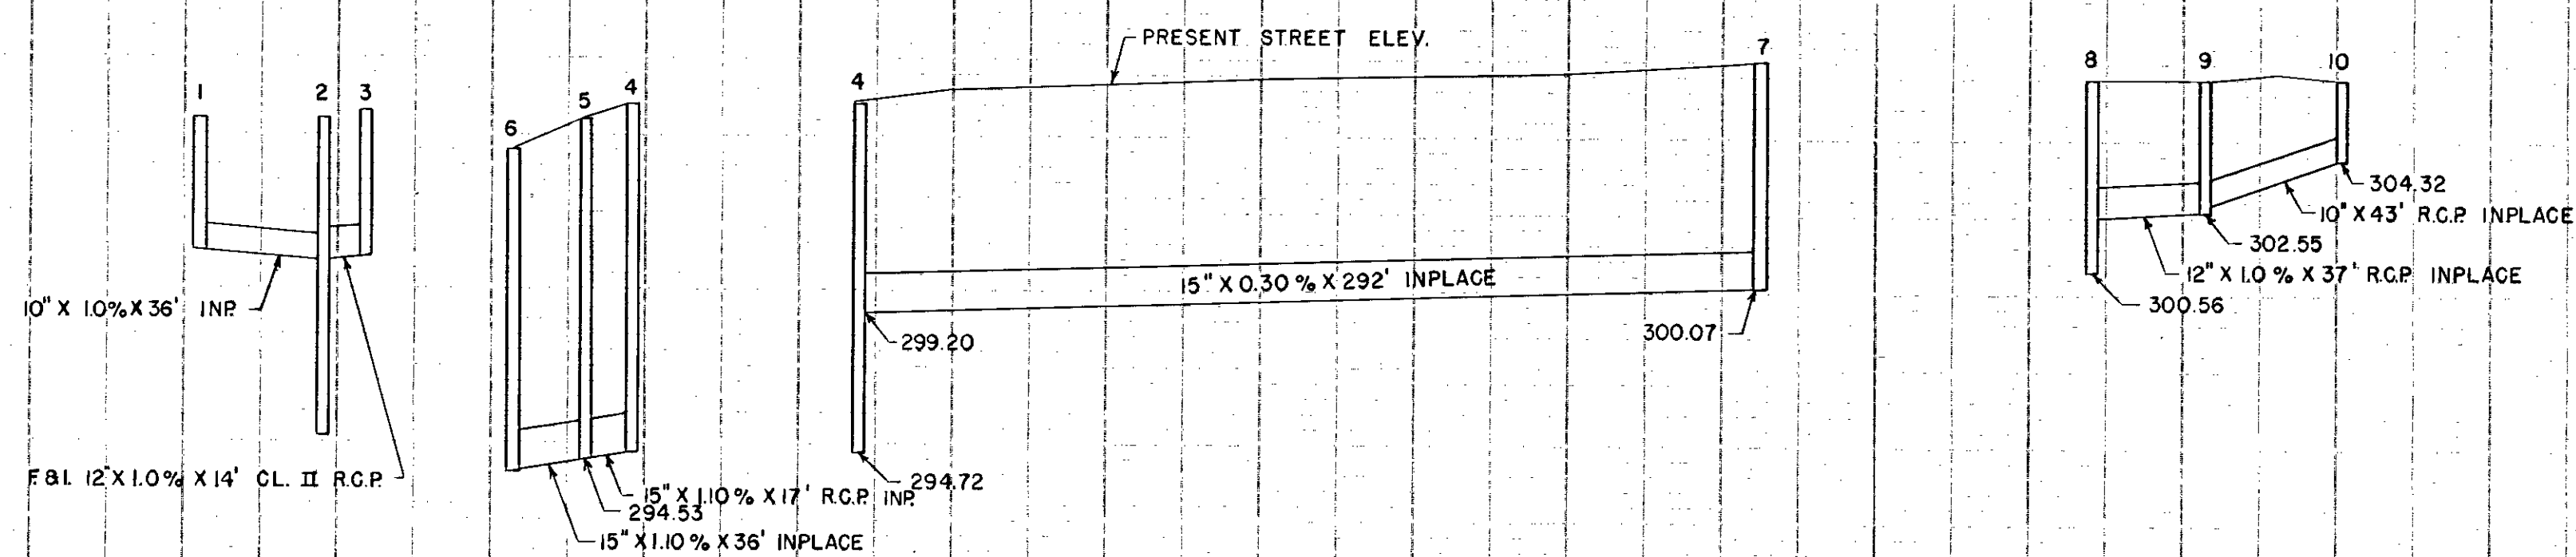 PRESENT STREET ELEV.
7
8
9
10
1
2
3
5
4
4
6
304.32
10" X 43' R.C.P. INPLACE
302.55
12" X 1.0 % X 37' R.C.P. INPLACE
300.56
15" X 0.30 % X 292' INPLACE
10" X 1.0% X 36' INP.
299.20
300.07
F. & I. 12" X 1.0% X 14' CL. II R.C.P.
294.72
15" X 1.10% X 17' R.C.P. INP.
294.53
15" X 1.10 % X 36' INPLACE